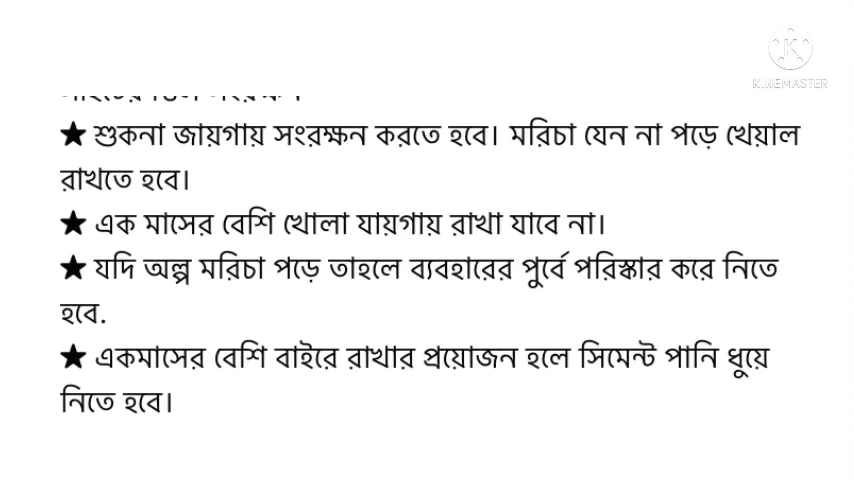 KINEMASTER
★ শুকনা জায়গায় সংরক্ষন করতে হবে। মরিচা যেন না পড়ে খেয়াল
রাখতে হবে।
★ এক মাসের বেশি খোলা যায়গায় রাখা যাবে না।
★ যদি অল্প মরিচা পড়ে তাহলে ব্যবহারের পুর্বে পরিস্কার করে নিতে
হবে.
★ একমাসের বেশি বাইরে রাখার প্রয়োজন হলে সিমেন্ট পানি ধুয়ে
নিতে হবে।